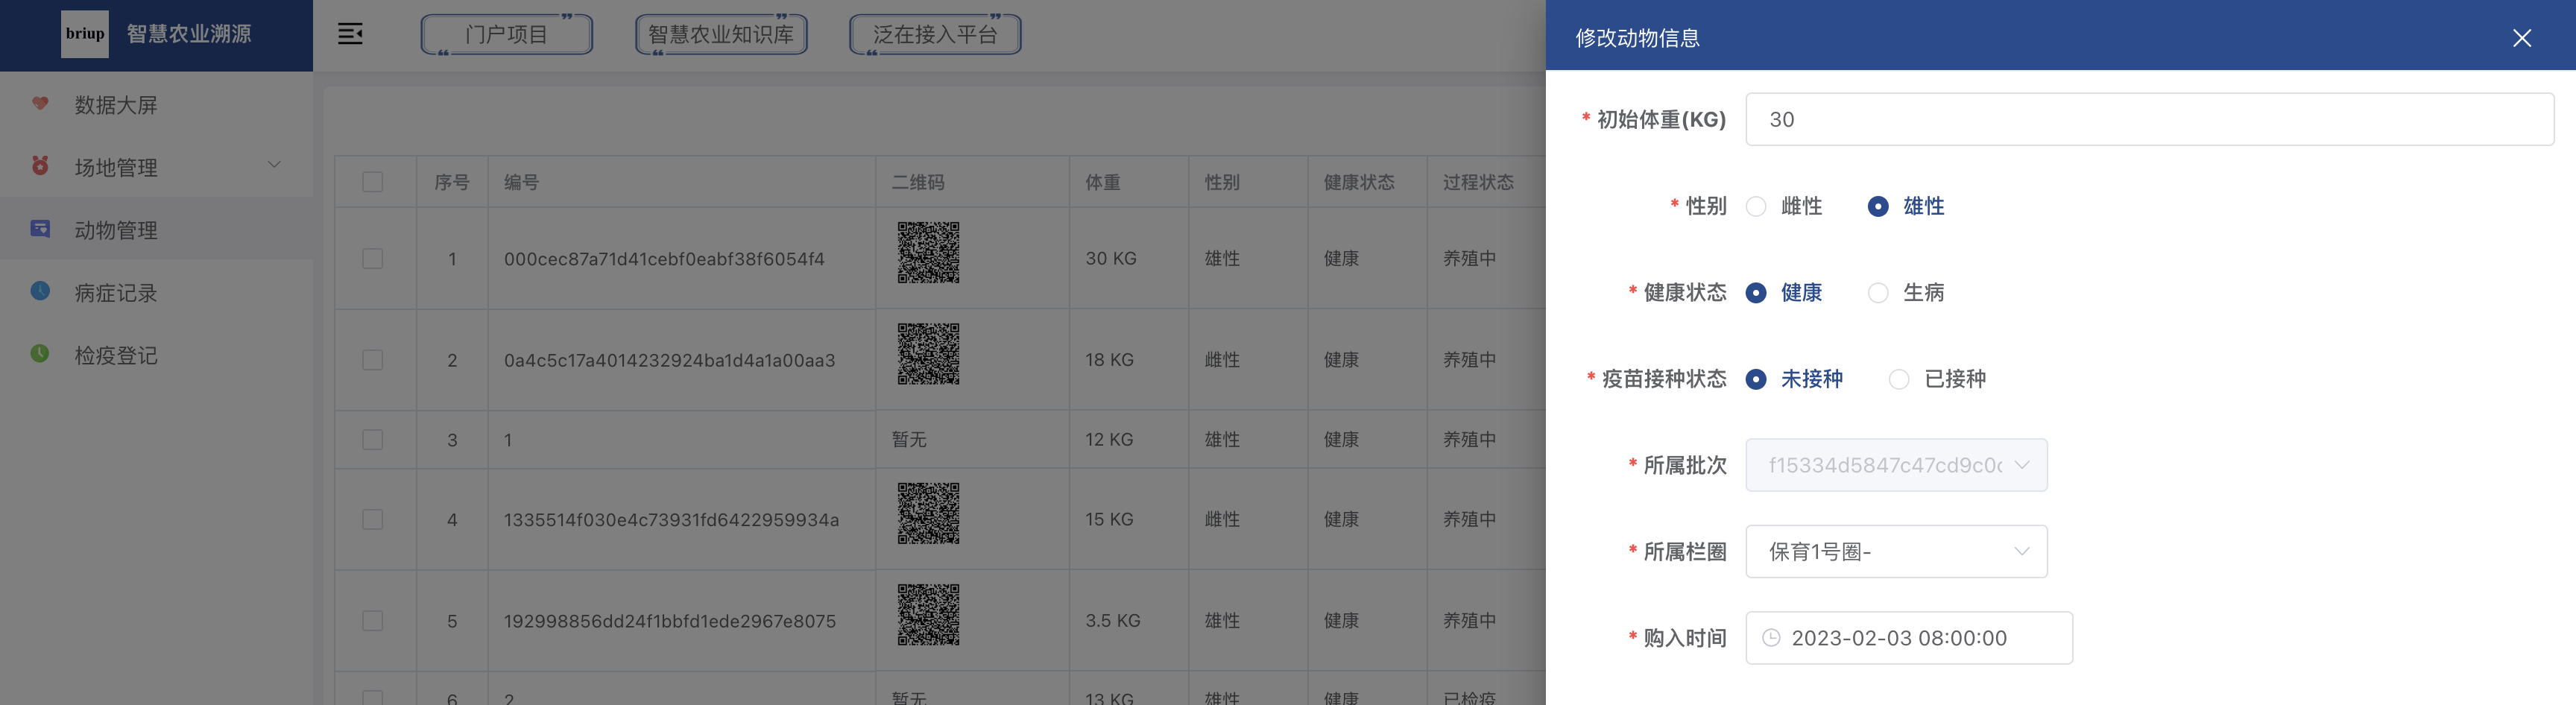 briup 智慧农业溯源
门户项目 智慧农业知识库 泛在接入平台
数据大屏
场地管理
动物管理
病症记录
检疫登记
序号 编号 二维码 体重 性别 健康状态 过程状态
1 000cec87a71d41cebf0eabf38f6054f4 30 KG 雄性 健康 养殖中
2 0a4c5c17a4014232924ba1d4a1a00aa3 18 KG 雌性 健康 养殖中
3 1 暂无 12 KG 雄性 健康 养殖中
4 1335514f030e4c73931fd6422959934a 15 KG 雌性 健康 养殖中
5 192998856dd24f1bbfd1ede2967e8075 3.5 KG 雄性 健康 养殖中
6 2 暂无 13 KG 雄性 健康 已检疫
修改动物信息
* 初始体重(KG) 30
* 性别 雌性 雄性
* 健康状态 健康 生病
* 疫苗接种状态 未接种 已接种
* 所属批次 f15334d5847c47cd9c0
* 所属栏圈 保育1号圈-
* 购入时间 2023-02-03 08:00:00